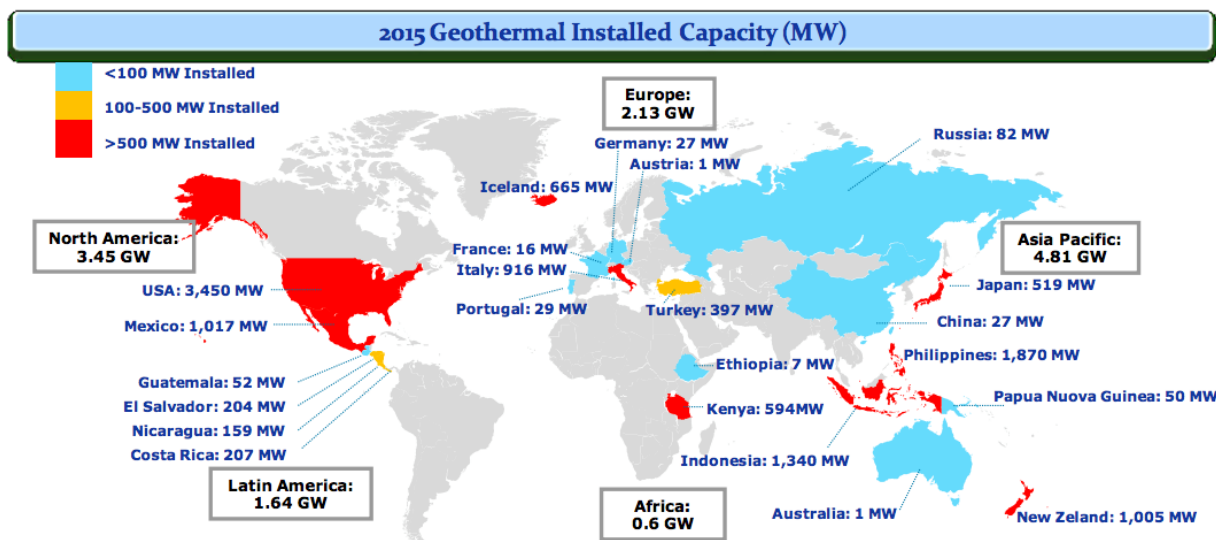 2015 Geothermal Installed Capacity (MW)
<100 MW Installed
100-500 MW Installed
>500 MW Installed
Europe:
2.13 GW
Germany: 27 MW
Austria: 1 MW
Russia: 82 MW
Iceland: 665 MW
North America:
3.45 GW
Asia Pacific:
4.81 GW
France: 16 MW
Italy: 916 MW
Portugal: 29 MW
Turkey: 397 MW
USA: 3,450 MW
Mexico: 1,017 MW
Japan: 519 MW
China: 27 MW
Philippines: 1,870 MW
Ethiopia: 7 MW
Guatemala: 52 MW
El Salvador: 204 MW
Nicaragua: 159 MW
Costa Rica: 207 MW
Kenya: 594MW
Papua Nuova Guinea: 50 MW
Indonesia: 1,340 MW
Latin America:
1.64 GW
Africa:
0.6 GW
Australia: 1 MW
New Zeland: 1,005 MW